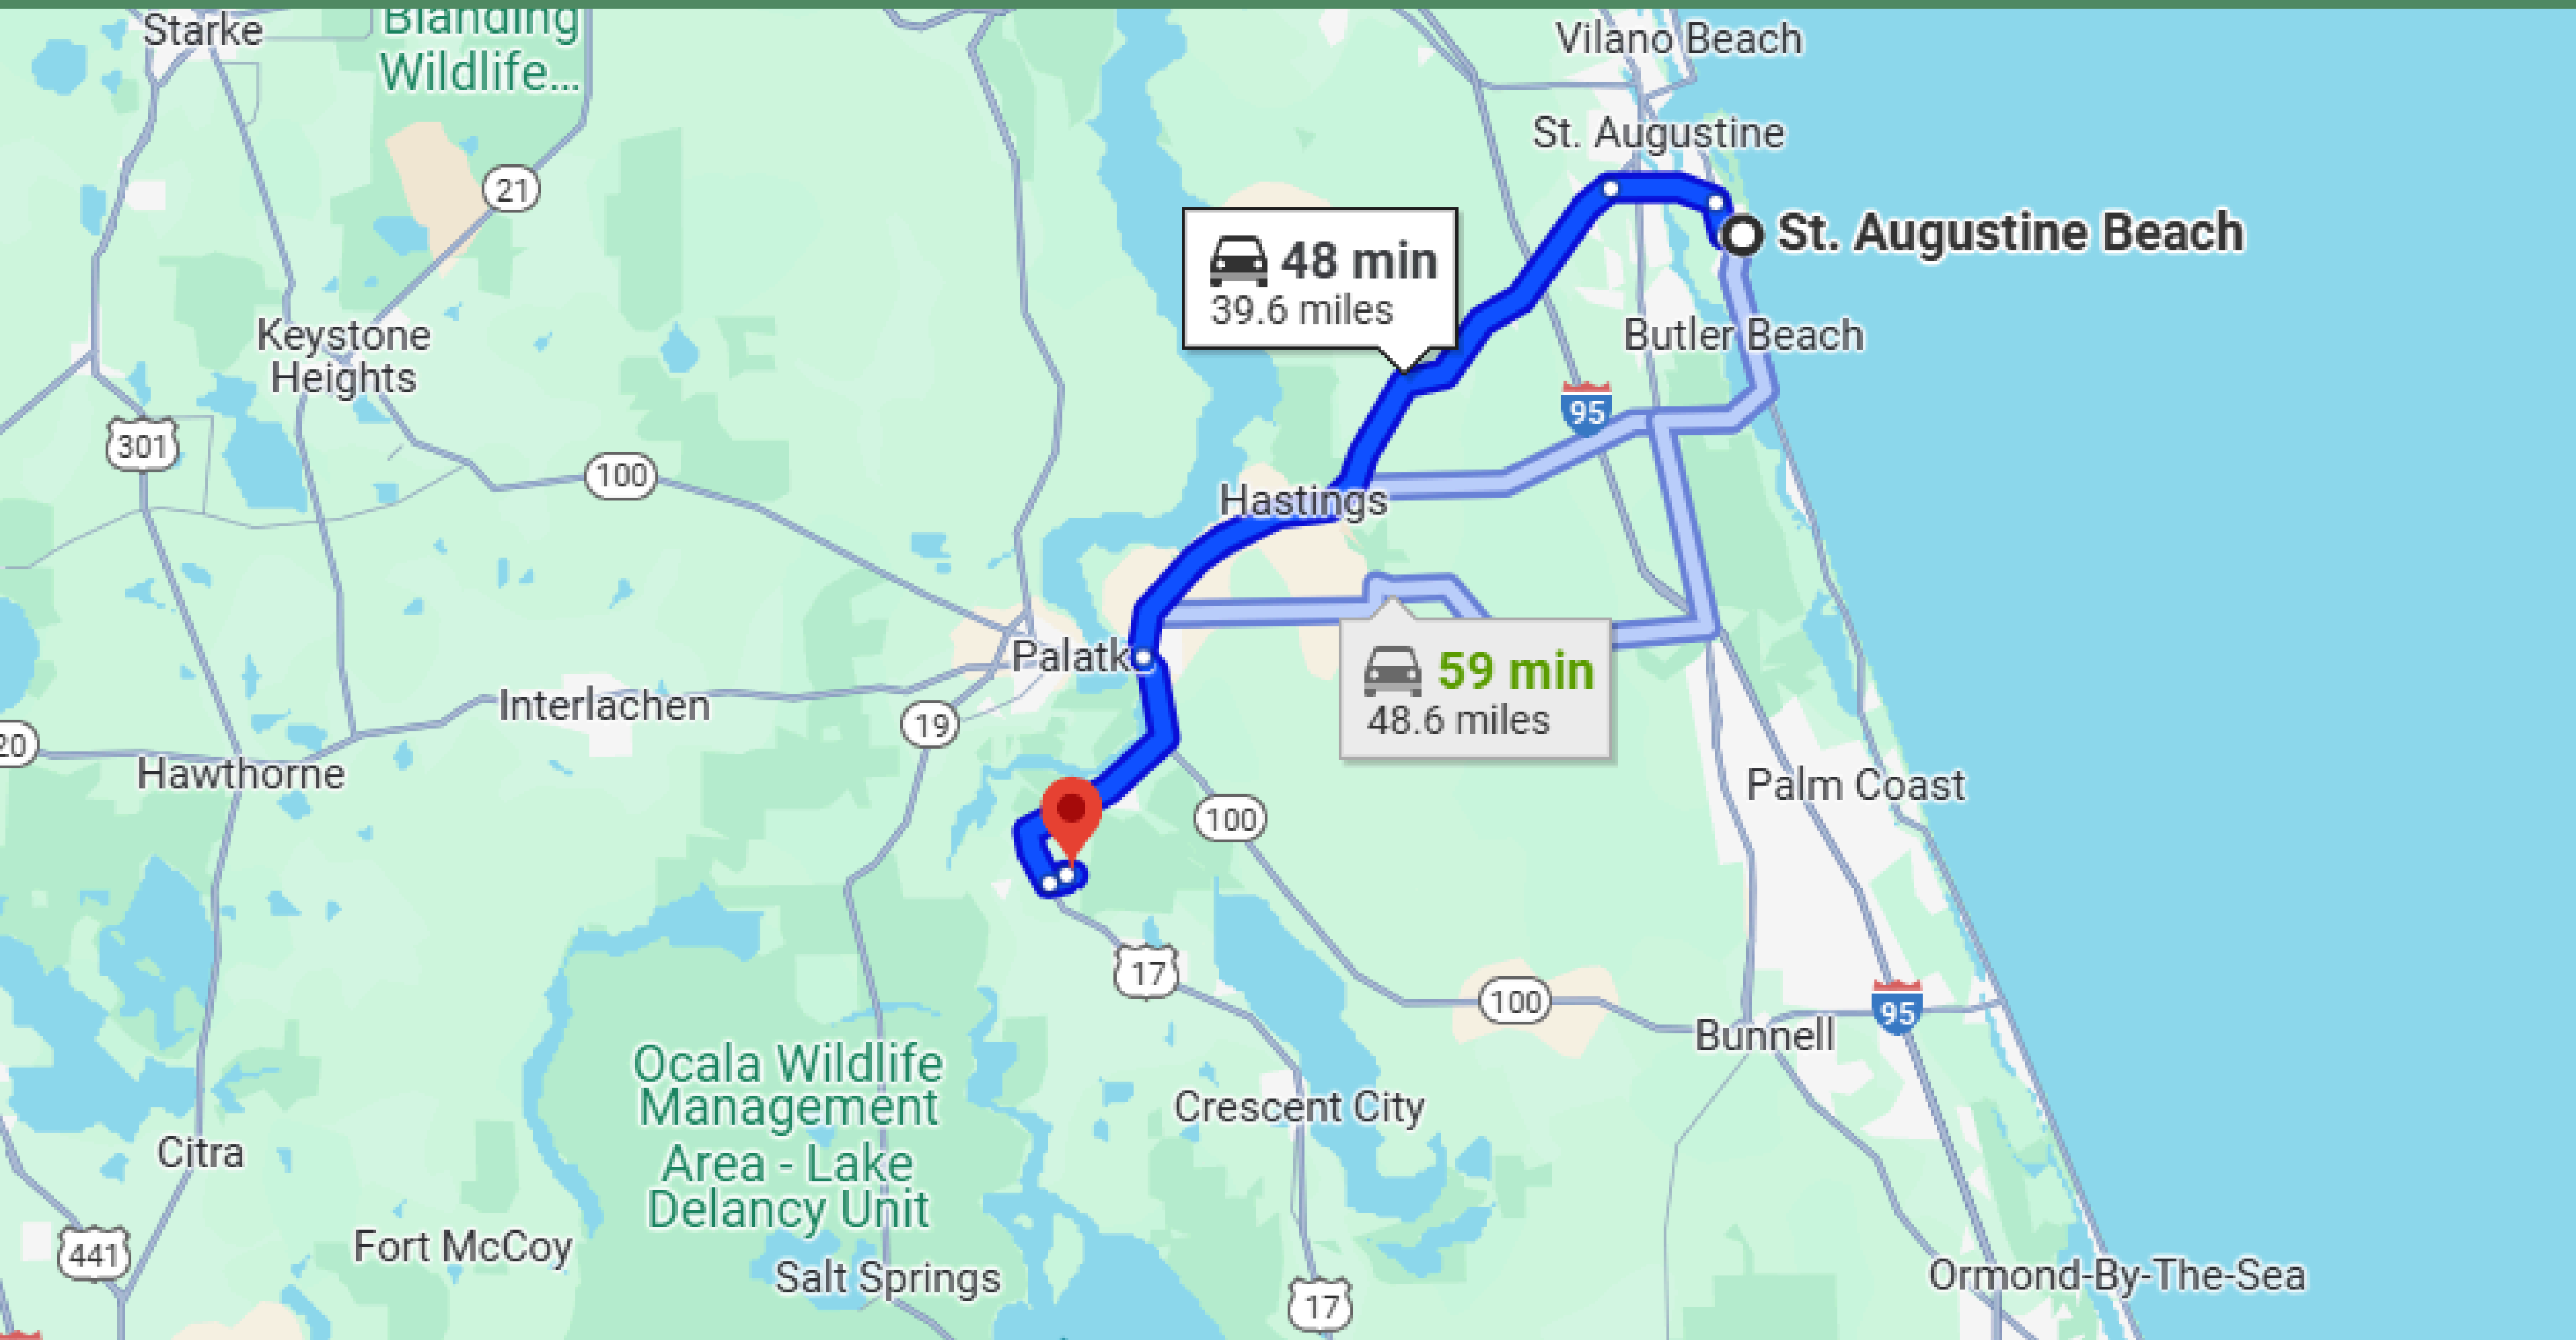 Starke
Blanding
Wildlife...
Vilano Beach
St. Augustine
21
St. Augustine Beach
48 min
39.6 miles
Keystone
Heights
Butler Beach
95
301
100
Hastings
Palatk
59 min
48.6 miles
Interlachen
19
20
Hawthorne
Palm Coast
100
17
100
95
Bunnell
Ocala Wildlife
Management
Area - Lake
Delancy Unit
Crescent City
Citra
441
Fort McCoy
Salt Springs
Ormond-By-The-Sea
17